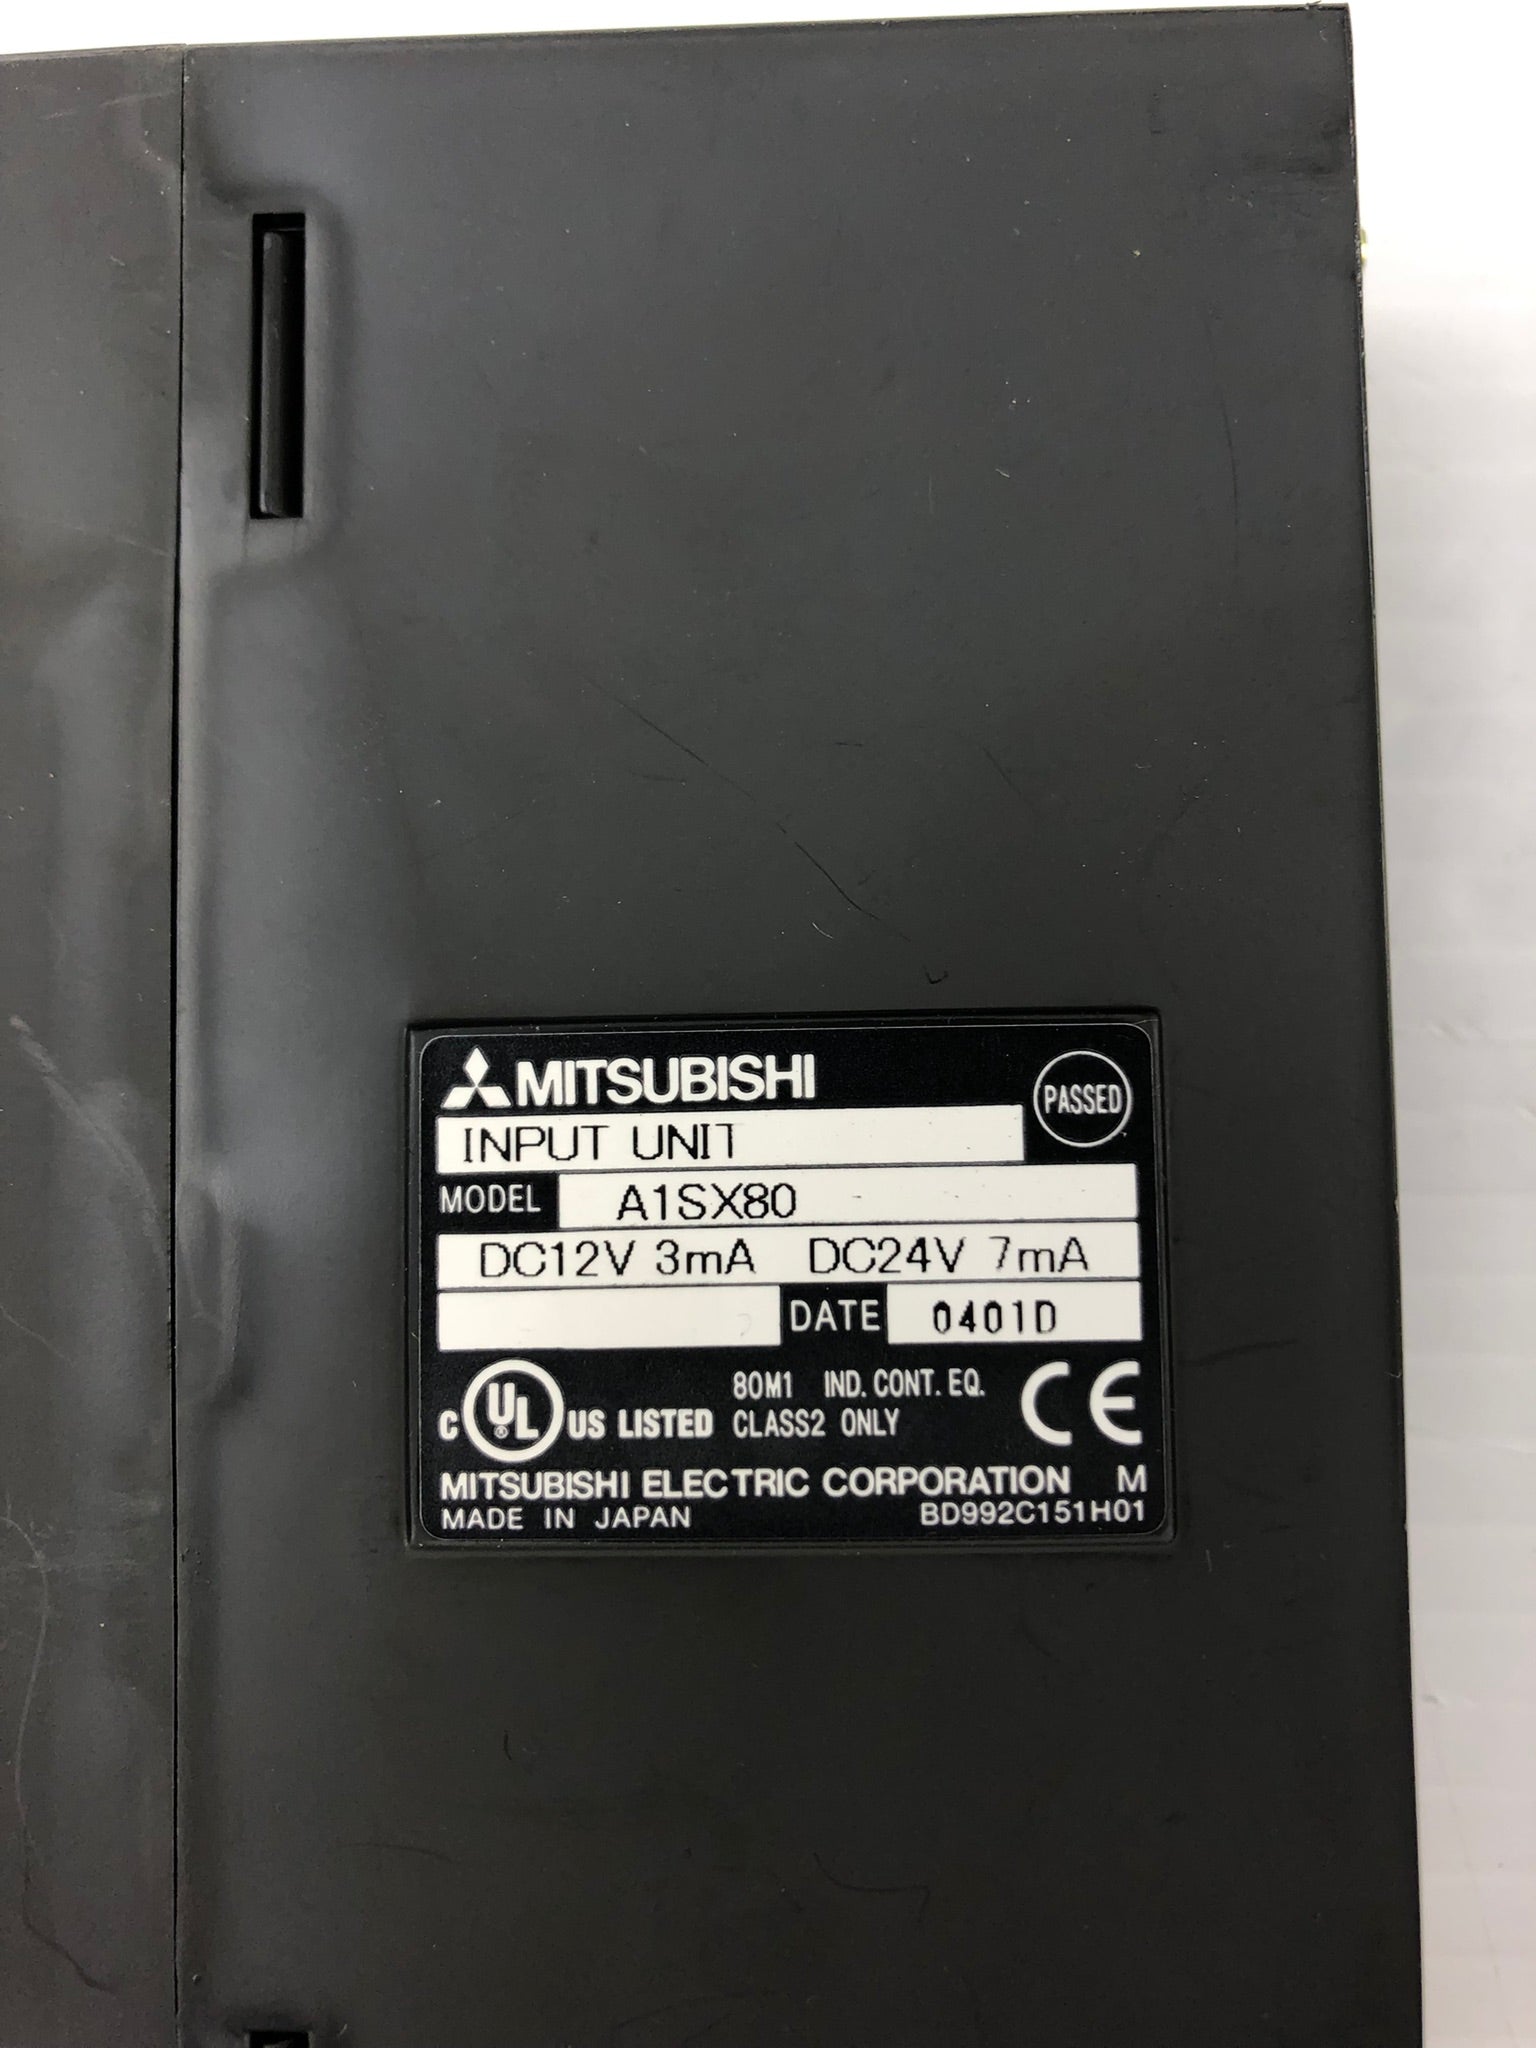 MITSUBISHI
PASSED
INPUT UNIT
MODEL A1SX80
DC12V 3mA DC24V 7mA
DATE 0401D
C UL ® US LISTED 80M1 IND. CONT. EQ.
CLASS2 ONLY CE
MITSUBISHI ELECTRIC CORPORATION M
MADE IN JAPAN BD992C151H01